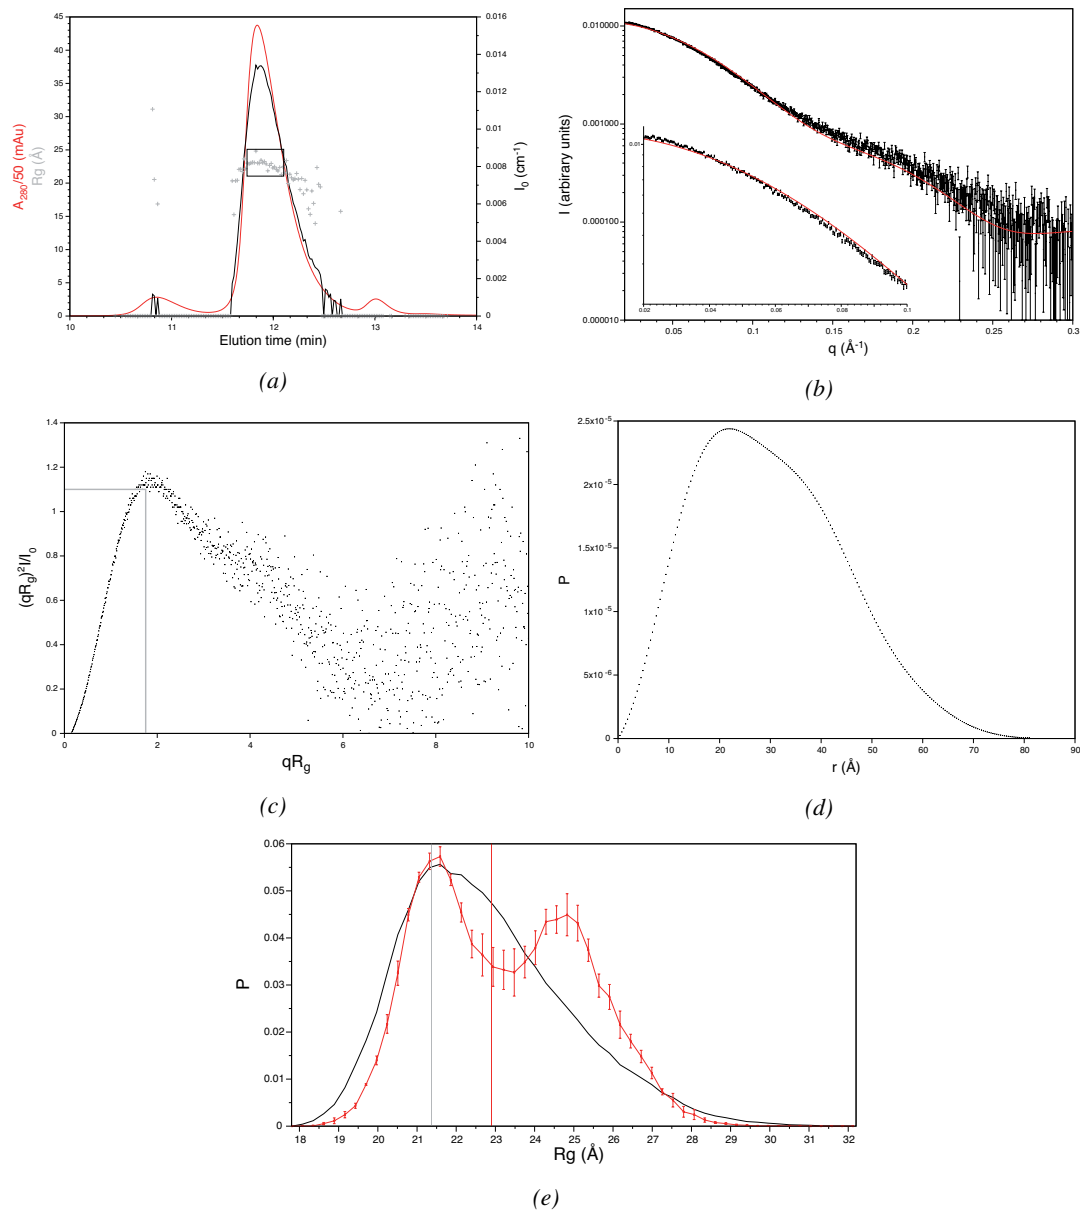 45
40
35
30
25
20
15
10
5
0
A280/50 (mAu)
Rg (Å)
0.016
0.014
0.012
0.010
0.008
0.006
0.004
0.002
0.000
I0 (cm-1)
10 11 12 13 14
Elution time (min)
(a)
0.010000
0.001000
0.000100
0.000010
I (arbirary units)
0.01
0.02 0.04 0.06 0.08 0.1
0.05 0.1 0.15 0.2 0.25 0.3
q (Å-1)
(b)
1.4
1.2
1
0.8
0.6
0.4
0.2
0
(qRg)2I/I0
0 2 4 6 8 10
qRg
(c)
2.5x10-5
2x10-5
1.5x10-5
1x10-5
5x10-6
0
P
0 10 20 30 40 50 60 70 80 90
r (Å)
(d)
0.06
0.05
0.04
0.03
0.02
0.01
0
P
18 19 20 21 22 23 24 25 26 27 28 29 30 31 32
Rg (Å)
(e)